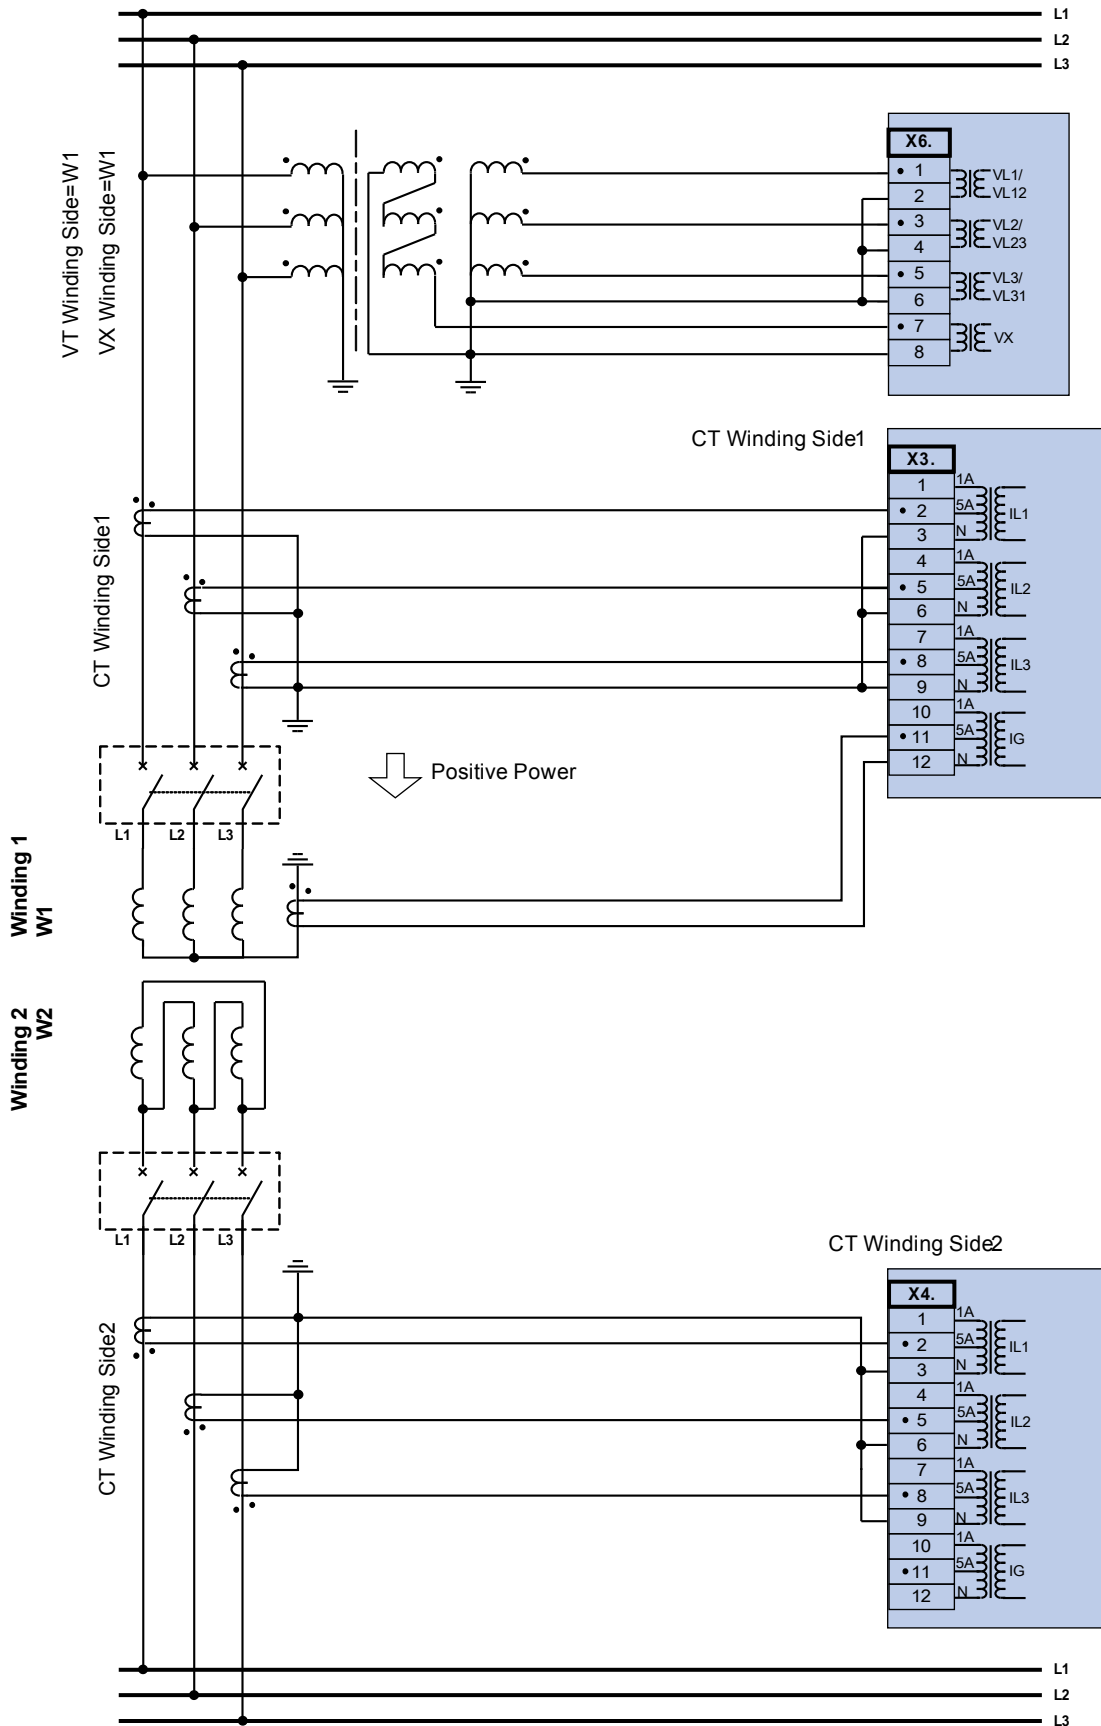 L1
L2
L3
VT Winding Side=W1
VX Winding Side=W1
X6.
1
2
3
4
5
6
7
8
VL1/
VL12
VL2/
VL23
VL3/
VL31
VX
CT Winding Side1
CT Winding Side1
X3.
1
2
3
4
5
6
7
8
9
10
11
12
1A
5A
N
IL1
1A
5A
N
IL2
1A
5A
N
IL3
1A
5A
N
IG
Positive Power
L1
L2
L3
Winding 1
W1
Winding 2
W2
L1
L2
L3
CT Winding Side2
CT Winding Side2
X4.
1
2
3
4
5
6
7
8
9
10
11
12
1A
5A
N
IL1
1A
5A
N
IL2
1A
5A
N
IL3
1A
5A
N
IG
L1
L2
L3